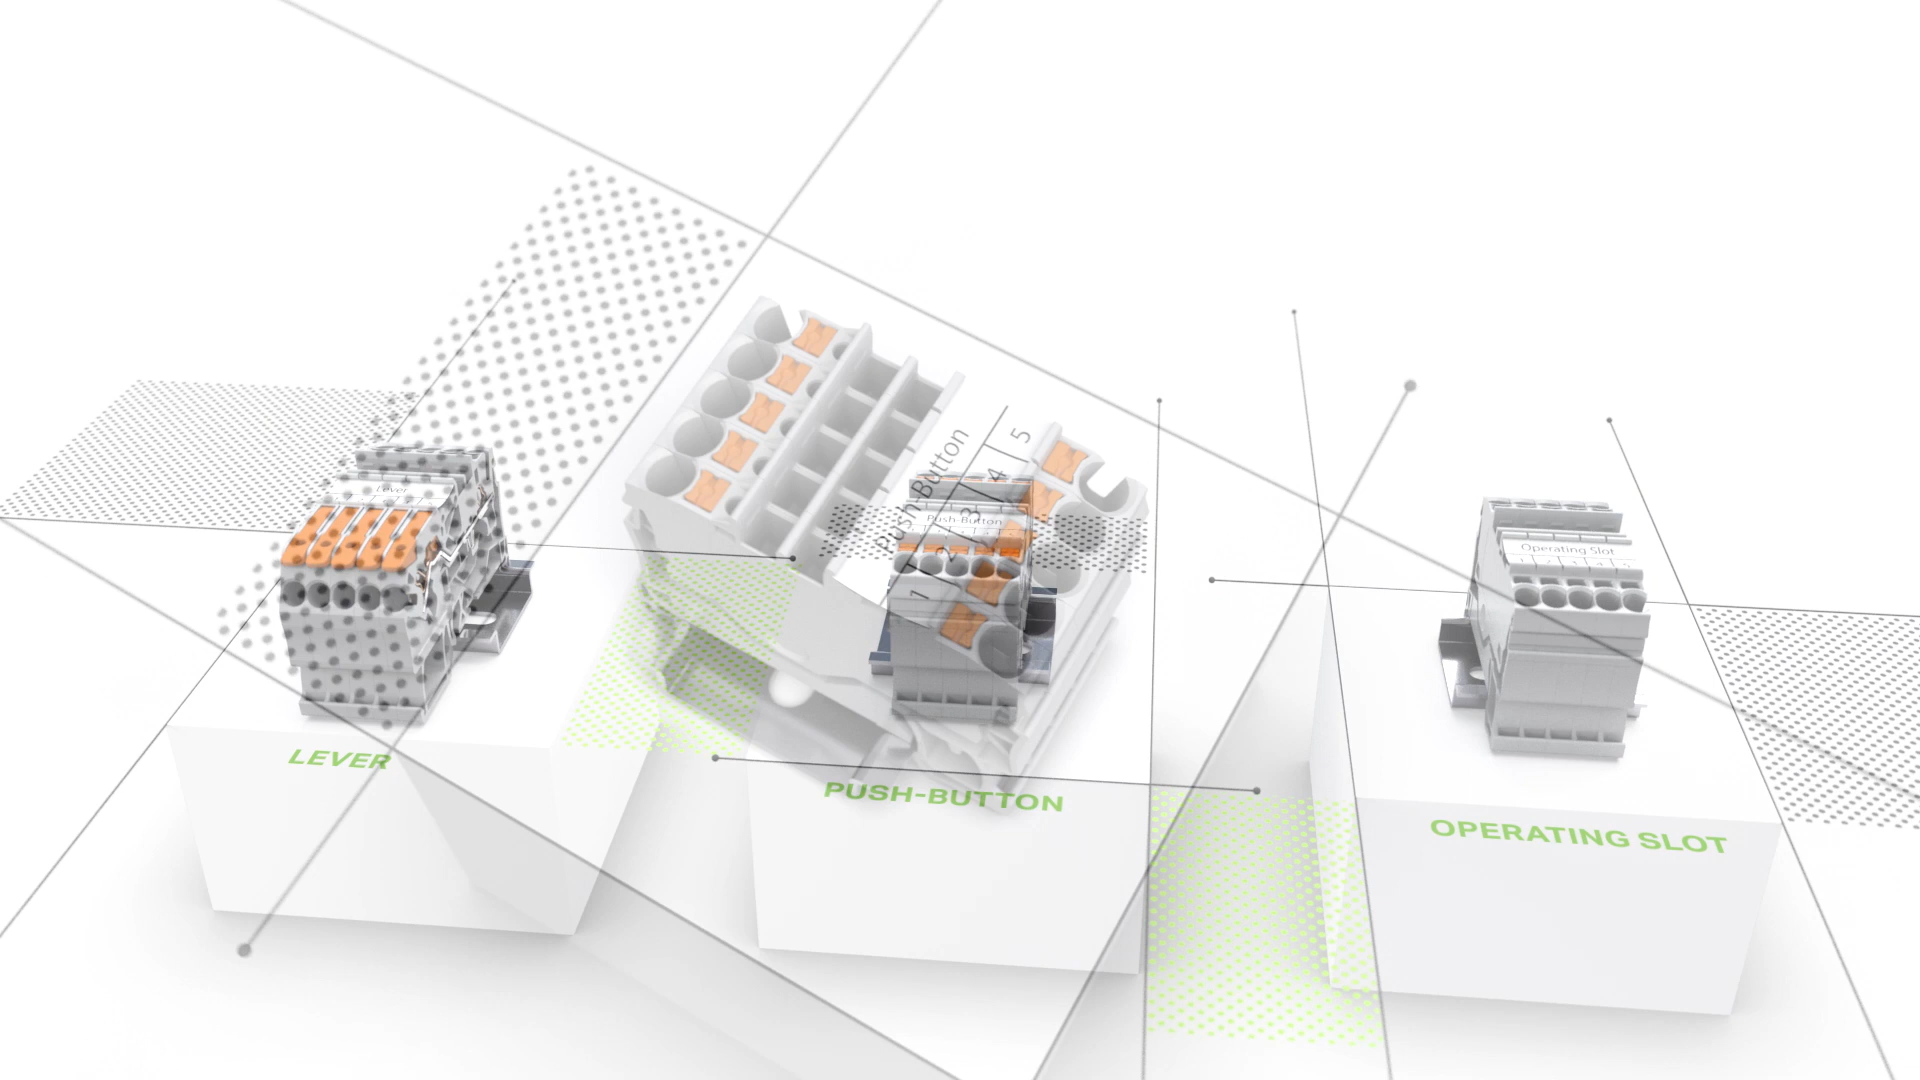 Lever
Push-Button
1 2 3 4 5
Push-Button
Operating Slot
LEVER
PUSH-BUTTON
OPERATING SLOT